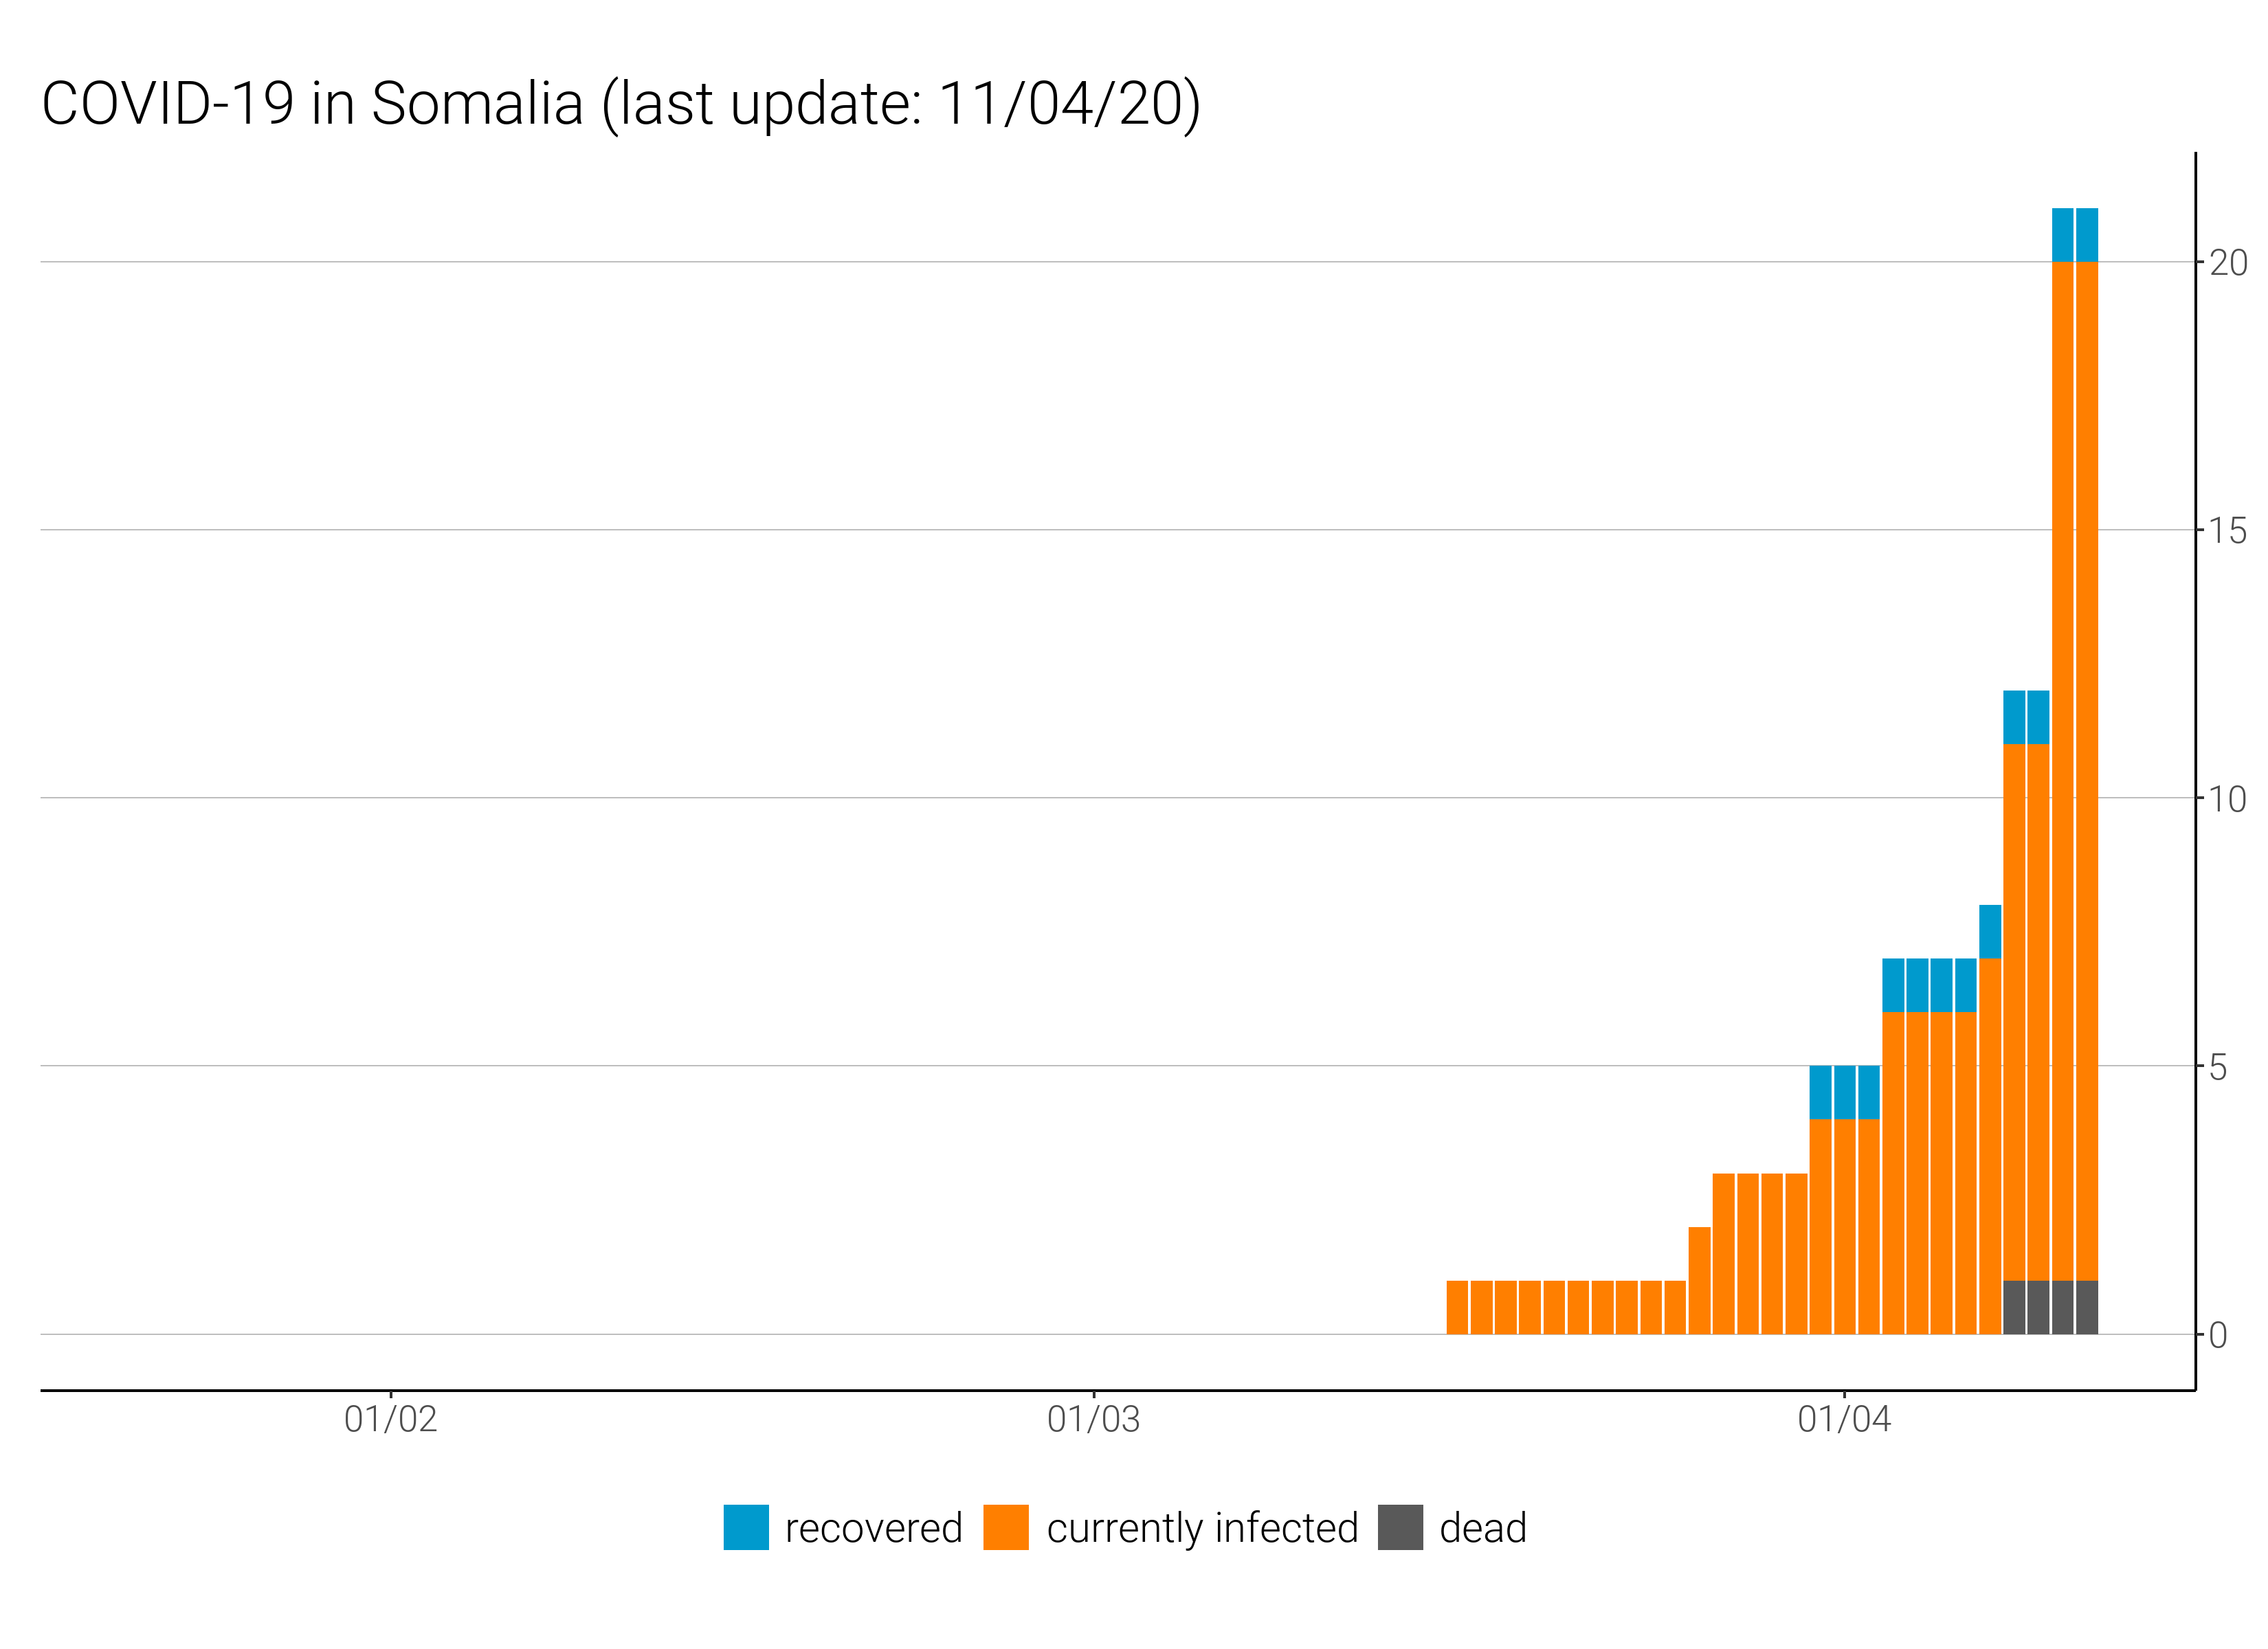 COVID-19 in Somalia (last update: 11/04/20)
20
15
10
5
0
01/02 01/03 01/04
recovered currently infected dead